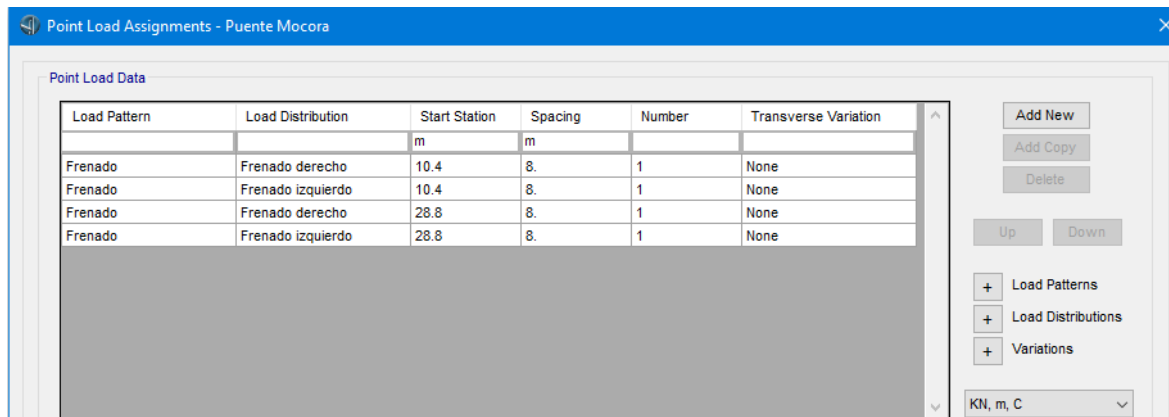 Point Load Assignments - Puente Mocora
Point Load Data
Load Pattern Load Distribution Start Station Spacing Number Transverse Variation
m m
Frenado Frenado derecho 10.4 8. 1 None
Frenado Frenado izquierdo 10.4 8. 1 None
Frenado Frenado derecho 28.8 8. 1 None
Frenado Frenado izquierdo 28.8 8. 1 None
Add New
Add Copy
Delete
Up Down
+ Load Patterns
+ Load Distributions
+ Variations
KN, m, C